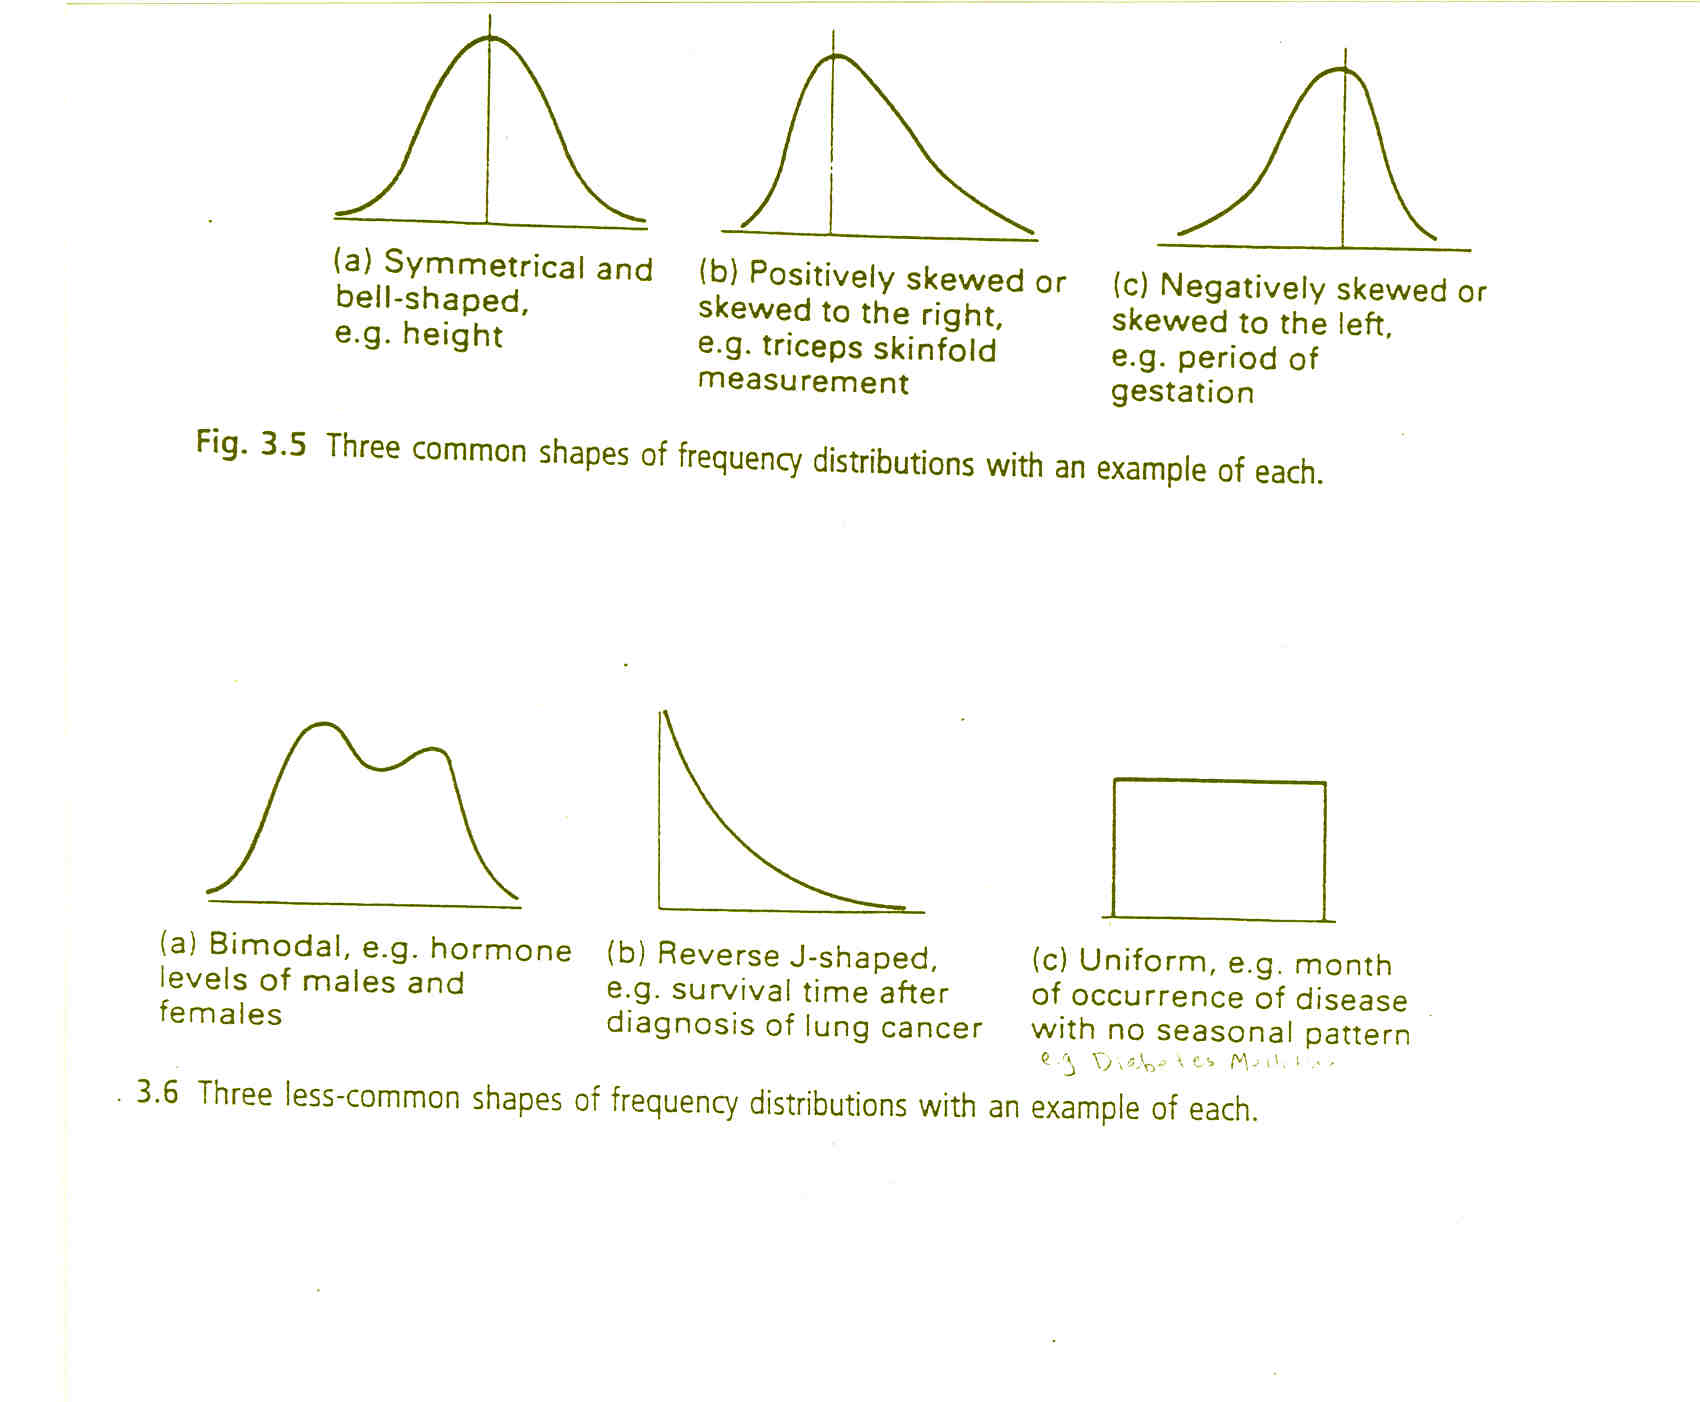 (a) Symmetrical and
bell-shaped,
e.g. height
(b) Positively skewed or
skewed to the right,
e.g. triceps skinfold
measurement
(c) Negatively skewed or
skewed to the left,
e.g. period of
gestation
Fig. 3.5 Three common shapes of frequency distributions with an example of each.
(a) Bimodal, e.g. hormone
levels of males and
females
(b) Reverse J-shaped,
e.g. survival time after
diagnosis of lung cancer
(c) Uniform, e.g. month
of occurrence of disease
with no seasonal pattern
e.g Diabetes
. 3.6 Three less-common shapes of frequency distributions with an example of each.